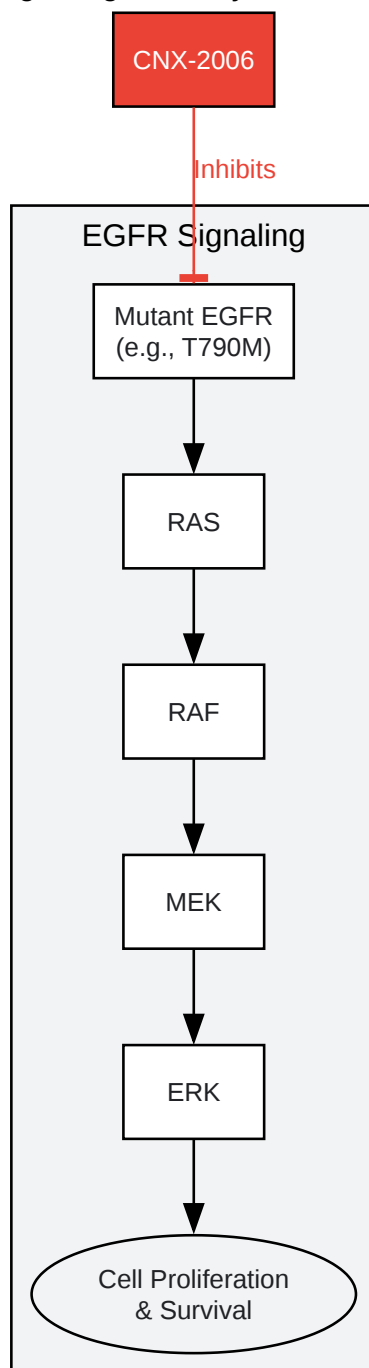 CNX-2006
Inhibits
EGFR Signaling
Mutant EGFR
(e.g., T790M)
RAS
RAF
MEK
ERK
Cell Proliferation
& Survival